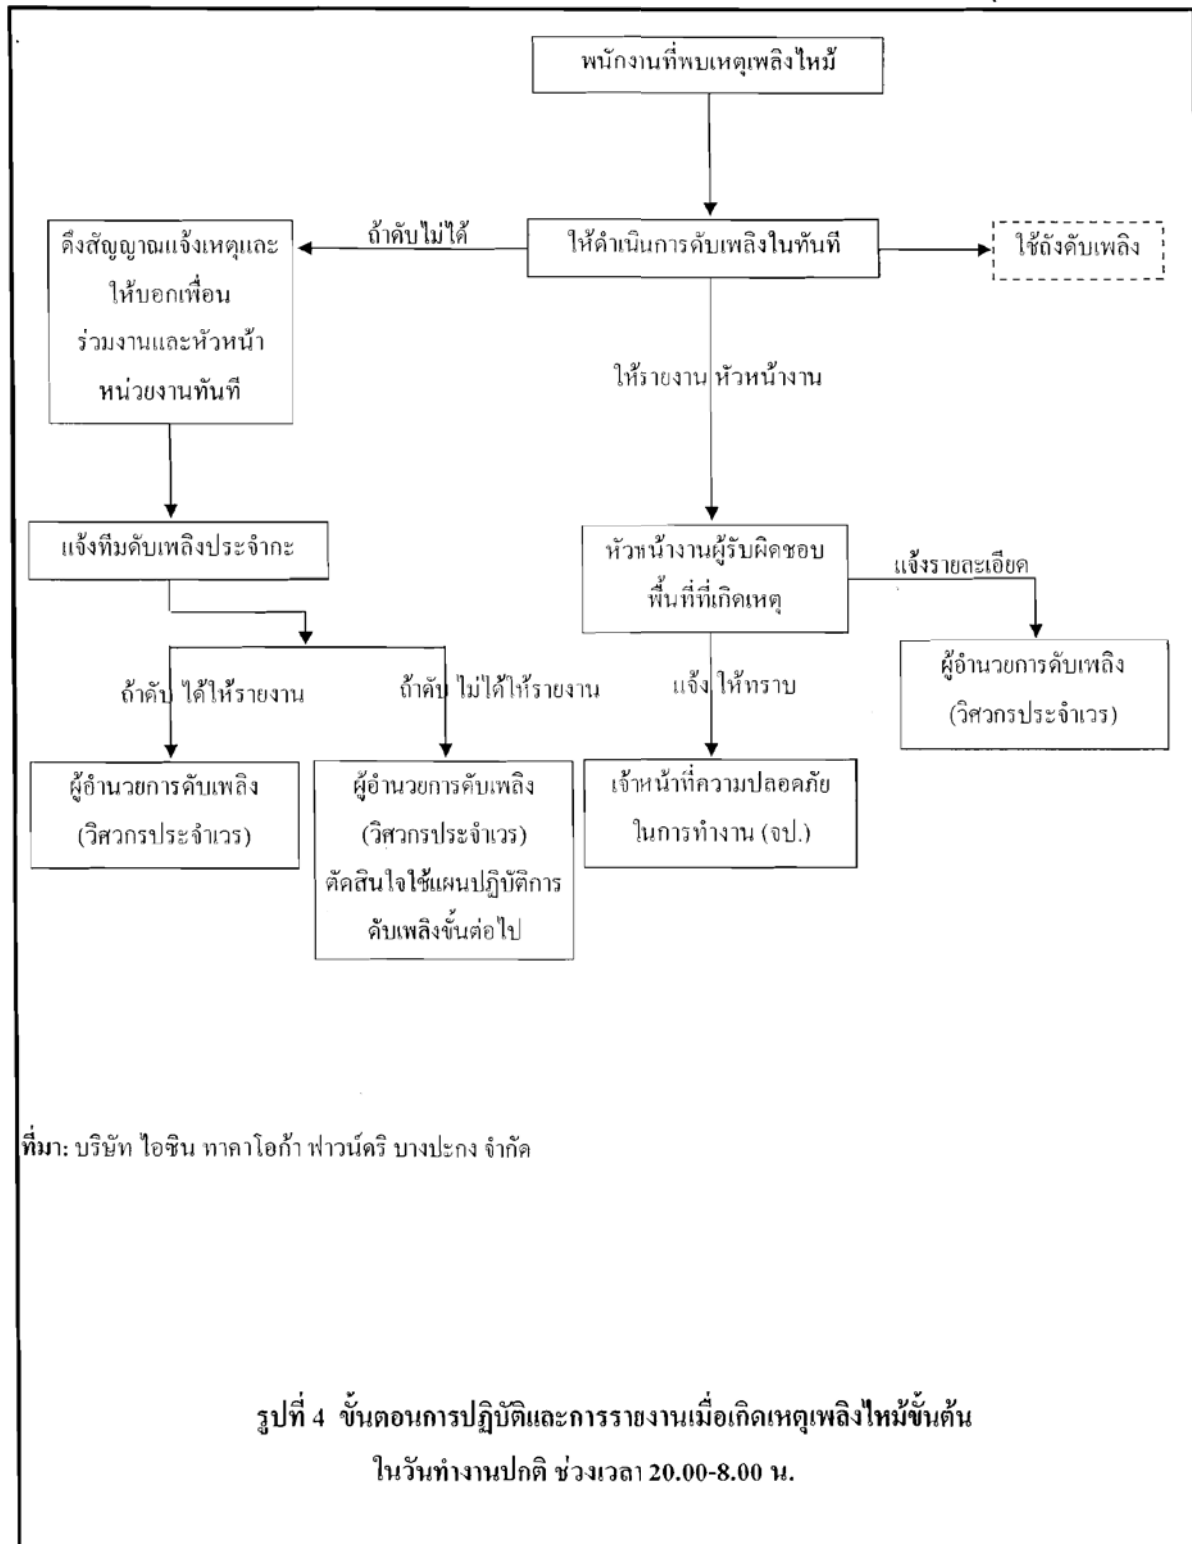 พนักงานที่พบเหตุเพลิงไหม้
ดึงสัญญาณแจ้งเหตุและ
ให้บอกเพื่อน
ร่วมงานและหัวหน้า
หน่วยงานทันที
ถ้าดับไม่ได้
ให้ดำเนินการดับเพลิงในทันที
ใช้ถังดับเพลิง
ให้รายงาน หัวหน้างาน
แจ้งทีมดับเพลิงประจำกะ
หัวหน้างานผู้รับผิดชอบ
พื้นที่ที่เกิดเหตุ
แจ้งรายละเอียด
ผู้อำนวยการดับเพลิง
(วิศวกรประจำเวร)
ถ้าดับ ได้ให้รายงาน
ถ้าดับ ไม่ได้ให้รายงาน
แจ้ง ให้ทราบ
ผู้อำนวยการดับเพลิง
(วิศวกรประจำเวร)
ผู้อำนวยการดับเพลิง
(วิศวกรประจำเวร)
ตัดสินใจใช้แผนปฏิบัติการ
ดับเพลิงขั้นต่อไป
เจ้าหน้าที่ความปลอดภัย
ในการทำงาน (จป.)
ที่มา: บริษัท ไอซิน ทาคาโอก้า ฟาวน์ดริ บางปะกง จำกัด
รูปที่ 4 ขั้นตอนการปฏิบัติและการรายงานเมื่อเกิดเหตุเพลิงไหม้ขั้นต้น
ในวันทำงานปกติ ช่วงเวลา 20.00-8.00 น.